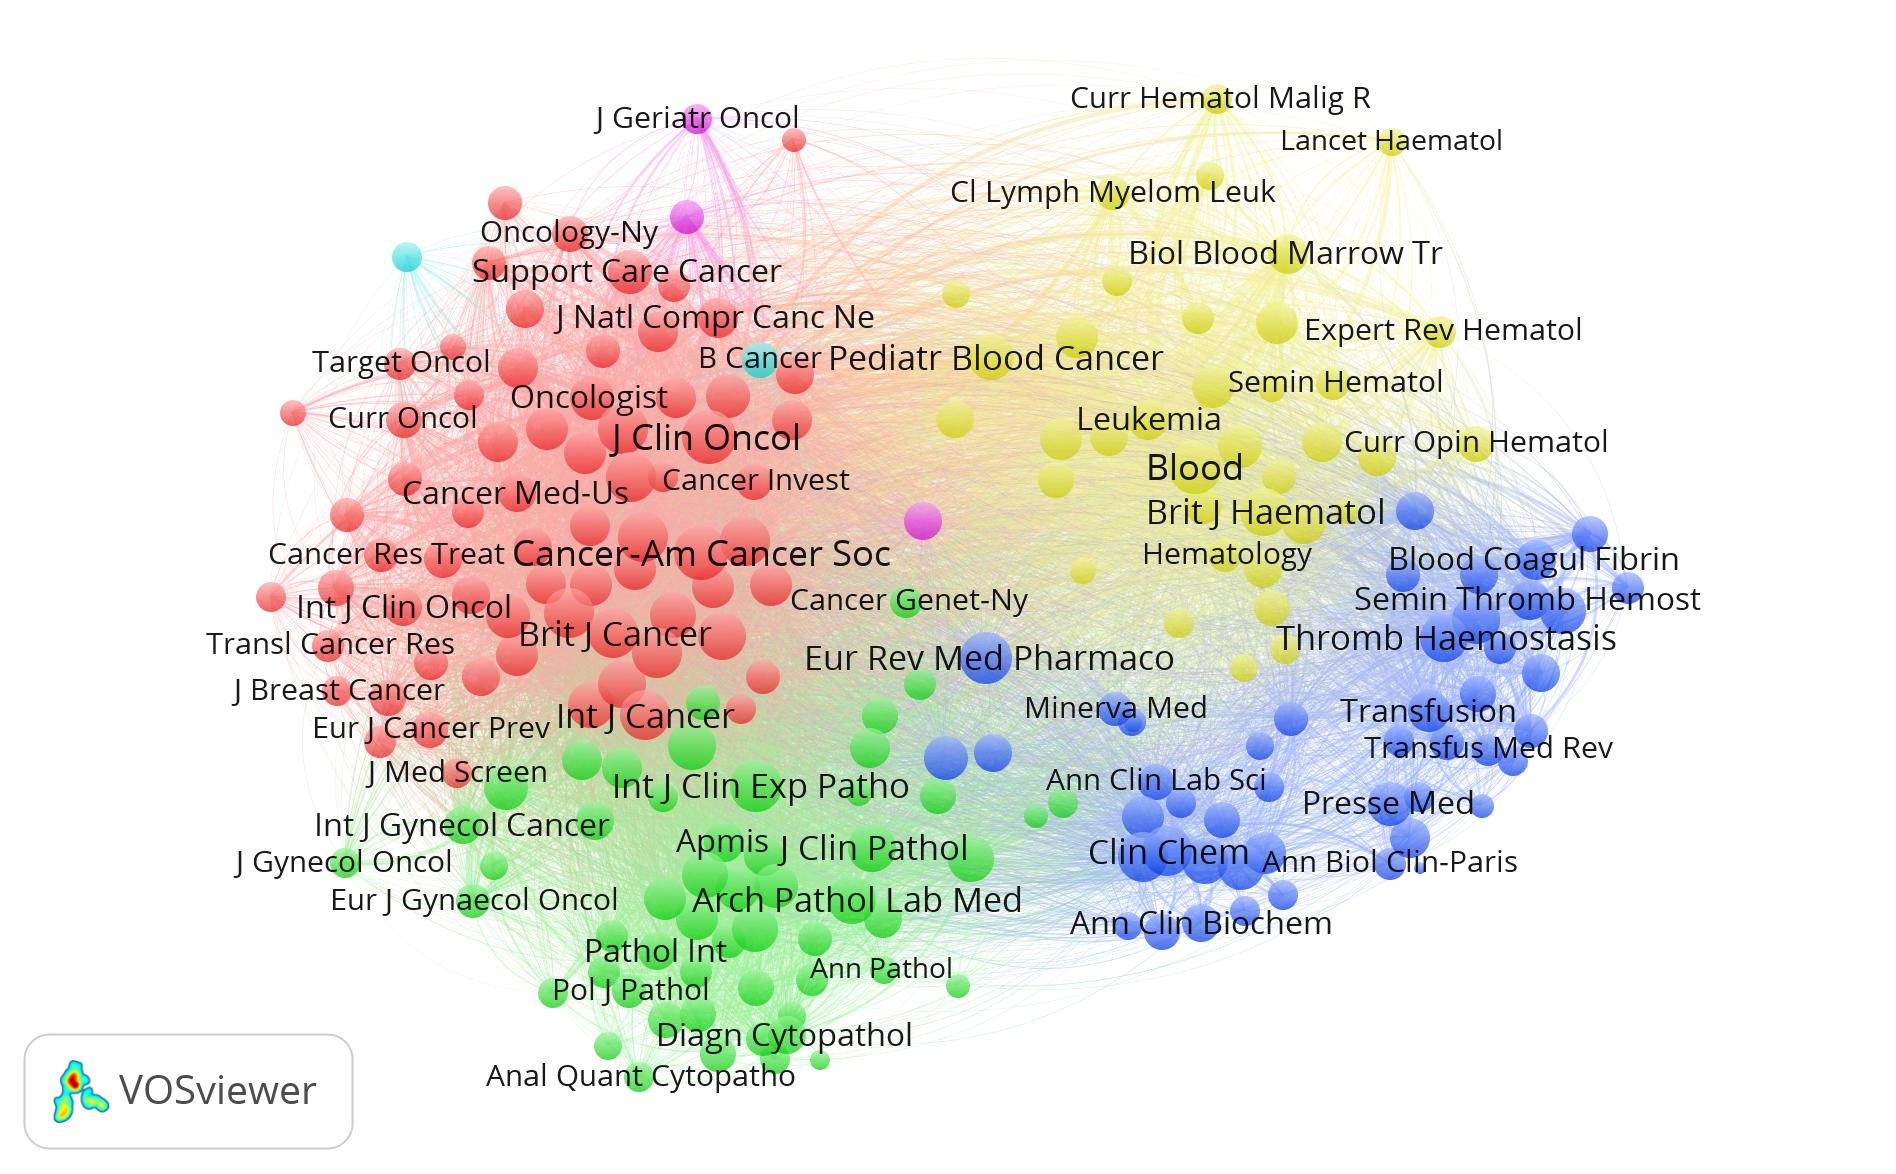 Curr Hematol Malig R
J Geriatr Oncol
Lancet Haematol
Cl Lymph Myelom Leuk
Oncology-Ny
Biol Blood Marrow Tr
Support Care Cancer
J Natl Compr Canc Ne
Expert Rev Hematol
Target Oncol
B Cancer
Pediatr Blood Cancer
Semin Hematol
Oncologist
Curr Oncol
Leukemia
J Clin Oncol
Curr Opin Hematol
Blood
Cancer Invest
Cancer Med-Us
Brit J Haematol
Cancer Res Treat
Cancer-Am Cancer Soc
Hematology
Blood Coagul Fibrin
Cancer Genet-Ny
Semin Thromb Hemost
Int J Clin Oncol
Brit J Cancer
Thromb Haemostasis
Transl Cancer Res
Eur Rev Med Pharmaco
J Breast Cancer
Minerva Med
Transfusion
Int J Cancer
Eur J Cancer Prev
Transfus Med Rev
J Med Screen
Ann Clin Lab Sci
Int J Clin Exp Patho
Presse Med
Int J Gynecol Cancer
Apmis
J Clin Pathol
Clin Chem
Ann Biol Clin-Paris
J Gynecol Oncol
Eur J Gynaecol Oncol
Arch Pathol Lab Med
Ann Clin Biochem
Pathol Int
Ann Pathol
Pol J Pathol
Diagn Cytopathol
Anal Quant Cytopatho
VOSviewer